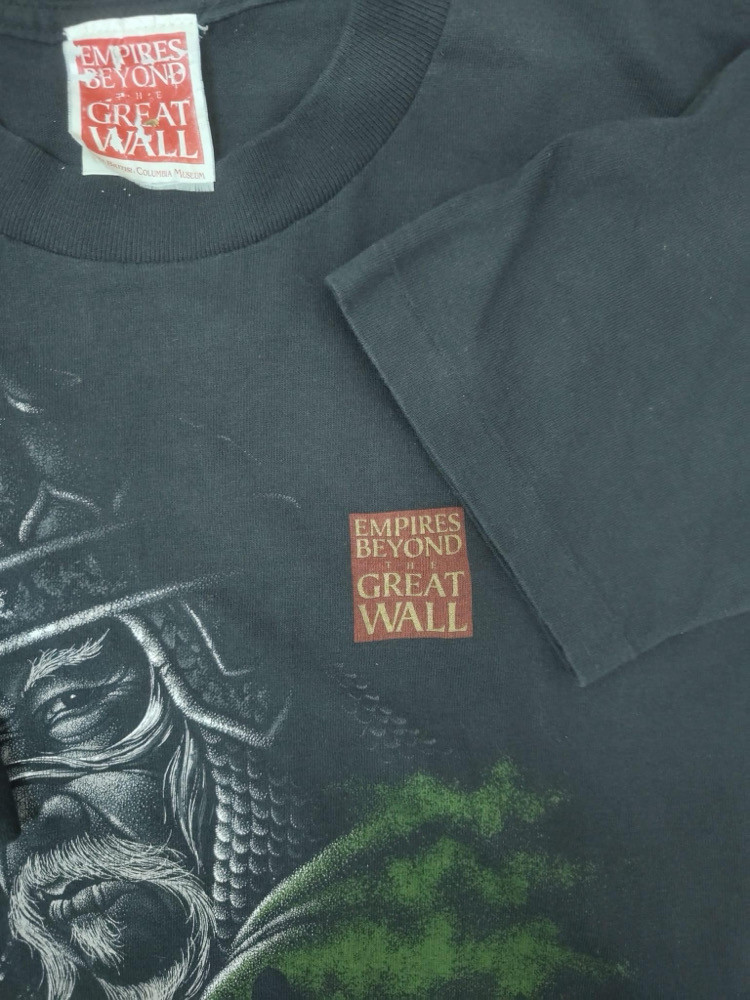 EMPIRES
BEYOND
THE
GREAT
WALL
COLUMBIA MUSEUM
EMPIRES
BEYOND
THE
GREAT
WALL